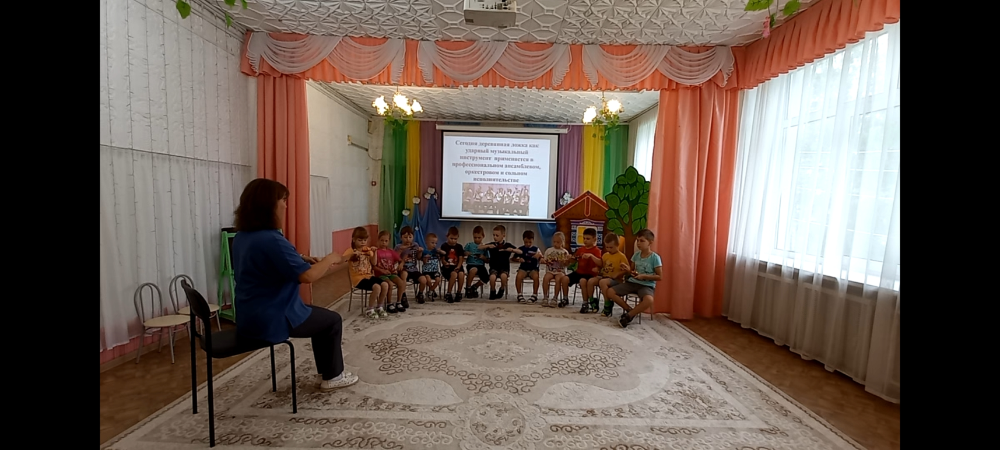 Сегодня деревянная ложка как
ударный музыкальный
инструмент применяется в
профессиональном ансамблевом,
оркестровом и сольном
исполнительстве